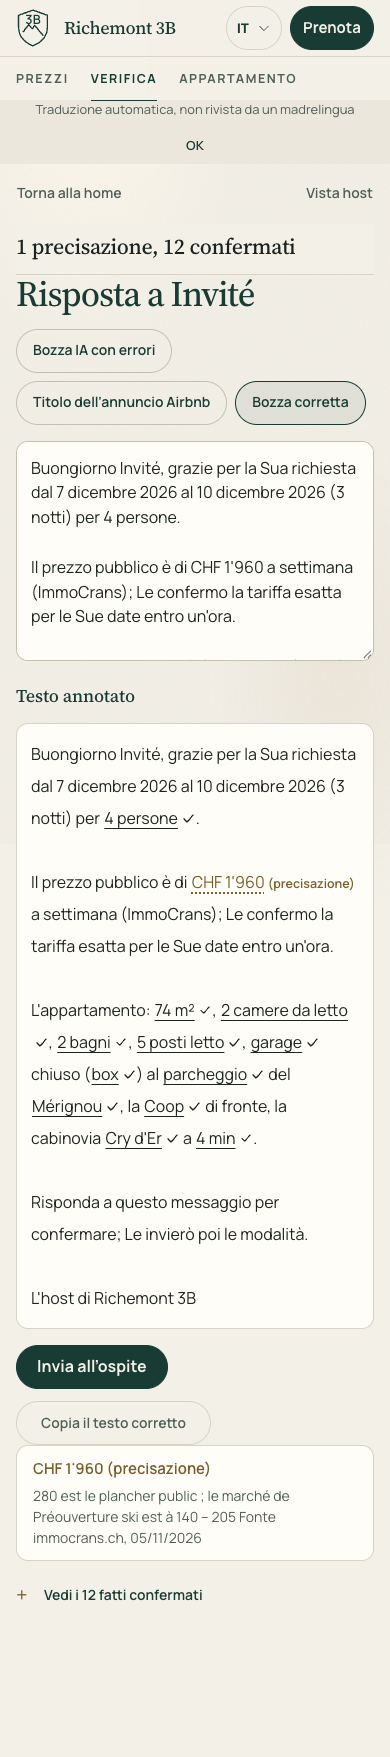 3B Richemont 3B IT Prenota
PREZZI VERIFICA APPARTAMENTO
Traduzione automatica, non rivista da un madrelingua
OK
Torna alla home Vista host
1 precisazione, 12 confermati
Risposta a Invité
Bozza IA con errori
Titolo dell'annuncio Airbnb Bozza corretta
Buongiorno Invité, grazie per la Sua richiesta
dal 7 dicembre 2026 al 10 dicembre 2026 (3
notti) per 4 persone.
Il prezzo pubblico è di CHF 1'960 a settimana
(ImmoCrans); Le confermo la tariffa esatta
per le Sue date entro un'ora.
Testo annotato
Buongiorno Invité, grazie per la Sua richiesta
dal 7 dicembre 2026 al 10 dicembre 2026 (3
notti) per 4 persone ✓.
Il prezzo pubblico è di CHF 1'960 (precisazione)
a settimana (ImmoCrans); Le confermo la
tariffa esatta per le Sue date entro un'ora.
L'appartamento: 74 m² ✓, 2 camere da letto
✓, 2 bagni ✓, 5 posti letto ✓, garage ✓
chiuso (box ✓) al parcheggio ✓ del
Mérignou ✓, la Coop ✓ di fronte, la
cabinovia Cry d'Er ✓ a 4 min ✓.
Risponda a questo messaggio per
confermare; Le invierò poi le modalità.
L'host di Richemont 3B
Invia all'ospite
Copia il testo corretto
CHF 1'960 (precisazione)
280 est le plancher public ; le marché de
Préouverture ski est à 140 – 205 Fonte
immocrans.ch, 05/11/2026
+ Vedi i 12 fatti confermati